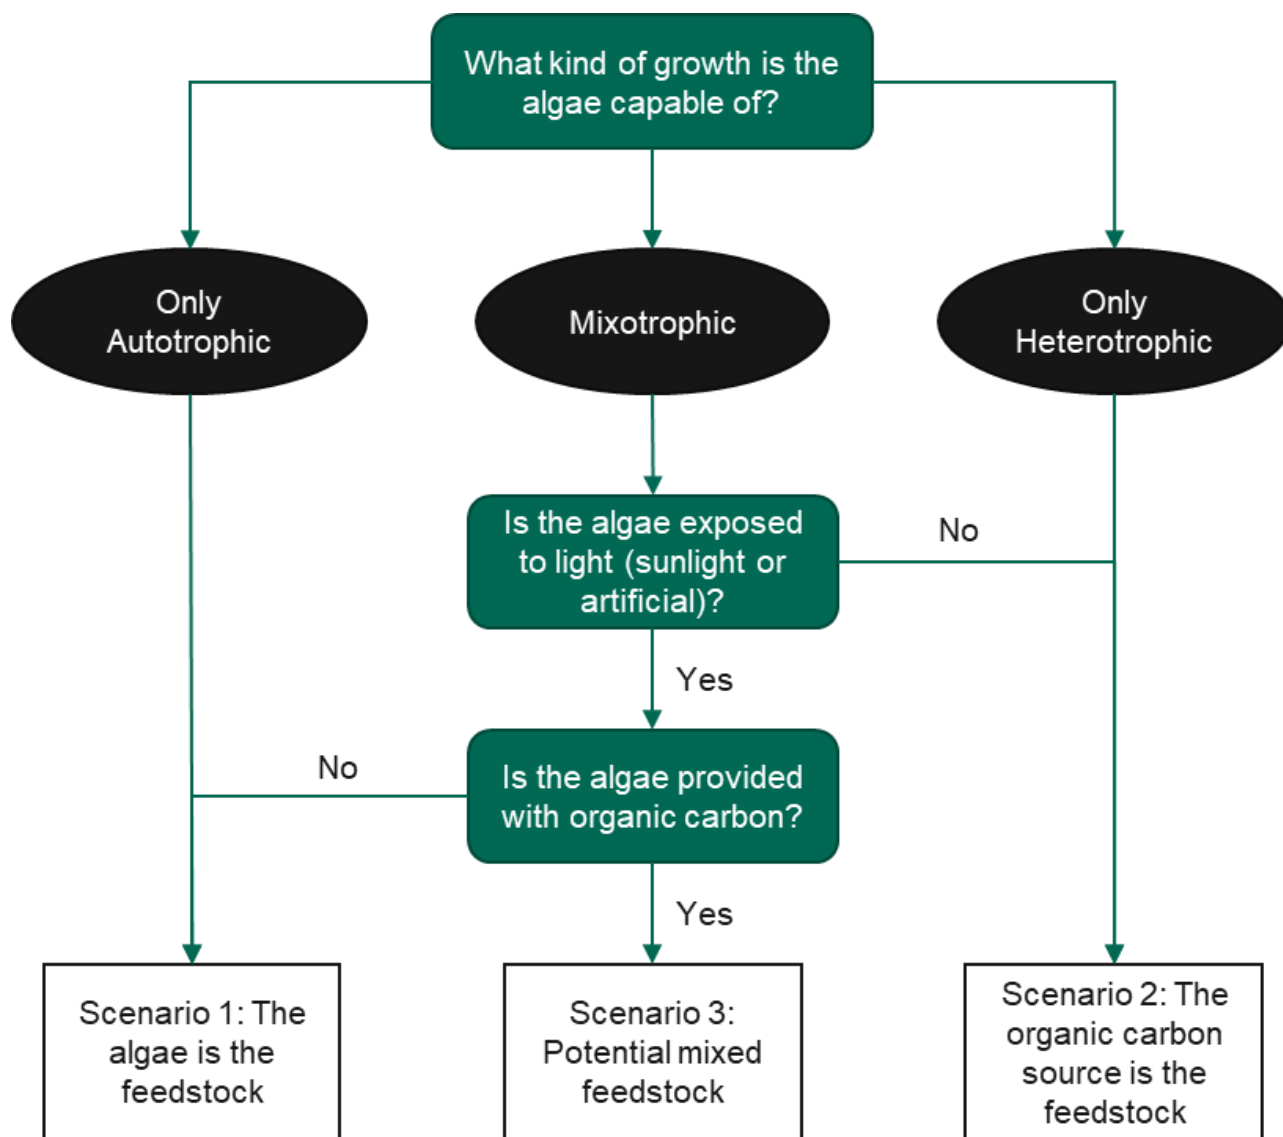 What kind of growth is the
algae capable of?
Only
Autotrophic
Mixotrophic
Only
Heterotrophic
Is the algae exposed
to light (sunlight or
artificial)?
No
Yes
Is the algae provided
with organic carbon?
No
Yes
Scenario 1: The
algae is the
feedstock
Scenario 3:
Potential mixed
feedstock
Scenario 2: The
organic carbon
source is the
feedstock